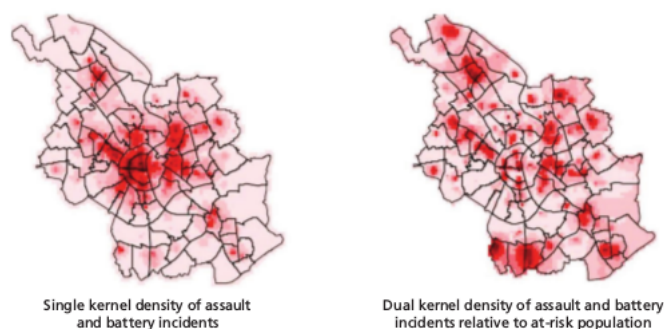 Single kernel density of assault
and battery incidents
Dual kernel density of assault and battery
incidents relative to at-risk population